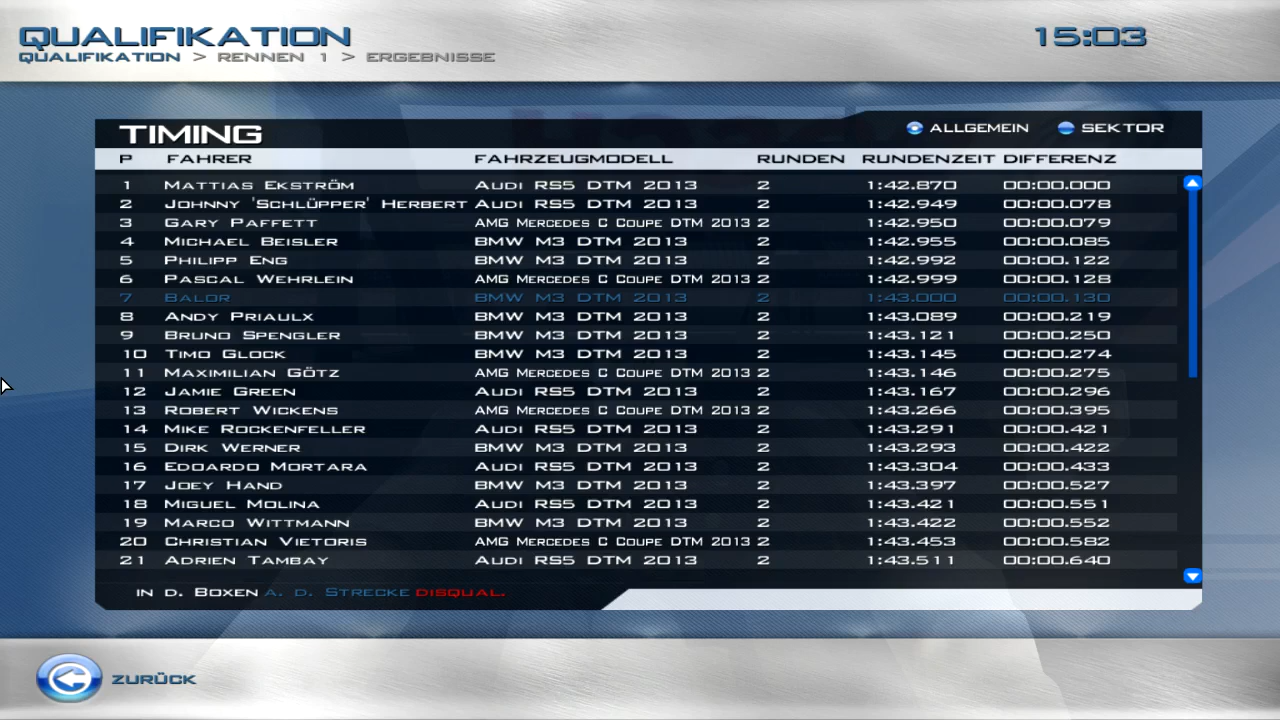 QUALIFIKATION 15:03
QUALIFIKATION > RENNEN 1 > ERGEBNISSE
TIMING ALLGEMEIN SEKTOR
P FAHRER FAHRZEUGMODELL RUNDEN RUNDENZEIT DIFFERENZ
1 MATTIAS EKSTRÖM AUDI RS5 DTM 2013 2 1:42.870 00:00.000
2 JOHNNY 'SCHLÜPPER' HERBERT AUDI RS5 DTM 2013 2 1:42.949 00:00.078
3 GARY PAFFETT AMG MERCEDES C COUPE DTM 2013 2 1:42.950 00:00.079
4 MICHAEL BEISLER BMW M3 DTM 2013 2 1:42.955 00:00.085
5 PHILIPP ENG BMW M3 DTM 2013 2 1:42.992 00:00.122
6 PASCAL WEHRLEIN AMG MERCEDES C COUPE DTM 2013 2 1:42.999 00:00.128
7 BALOR BMW M3 DTM 2013 2 1:43.000 00:00.130
8 ANDY PRIAULX BMW M3 DTM 2013 2 1:43.089 00:00.219
9 BRUNO SPENGLER BMW M3 DTM 2013 2 1:43.121 00:00.250
10 TIMO GLOCK BMW M3 DTM 2013 2 1:43.145 00:00.274
11 MAXIMILIAN GÖTZ AMG MERCEDES C COUPE DTM 2013 2 1:43.146 00:00.275
12 JAMIE GREEN AUDI RS5 DTM 2013 2 1:43.167 00:00.296
13 ROBERT WICKENS AMG MERCEDES C COUPE DTM 2013 2 1:43.266 00:00.395
14 MIKE ROCKENFELLER AUDI RS5 DTM 2013 2 1:43.291 00:00.421
15 DIRK WERNER BMW M3 DTM 2013 2 1:43.293 00:00.422
16 EDOARDO MORTARA AUDI RS5 DTM 2013 2 1:43.304 00:00.433
17 JOEY HAND BMW M3 DTM 2013 2 1:43.397 00:00.527
18 MIGUEL MOLINA AUDI RS5 DTM 2013 2 1:43.421 00:00.551
19 MARCO WITTMANN BMW M3 DTM 2013 2 1:43.422 00:00.552
20 CHRISTIAN VIETORIS AMG MERCEDES C COUPE DTM 2013 2 1:43.453 00:00.582
21 ADRIEN TAMBAY AUDI RS5 DTM 2013 2 1:43.511 00:00.640
IN D. BOXEN A. D. STRECKE DISQUAL.
ZURÜCK